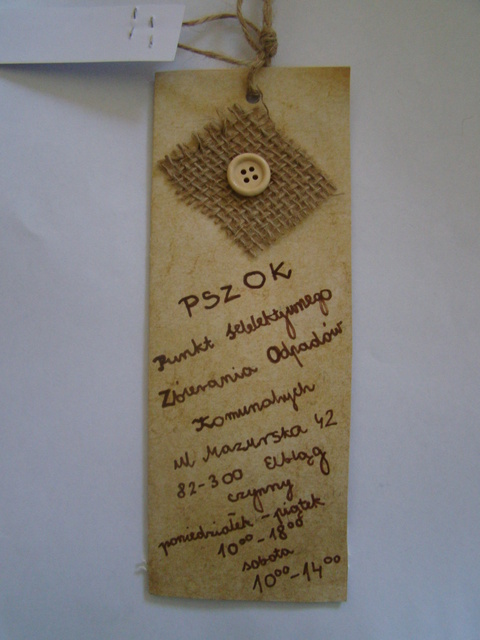 PSZOK
Punkt Selelektywnego
Zbierania Odpadów
Komunalnych
ul Mazurska 42
82-300 Elbląg
czynny
poniedziałek - piątek
10⁰⁰-18⁰⁰
sobota
10⁰⁰-14⁰⁰